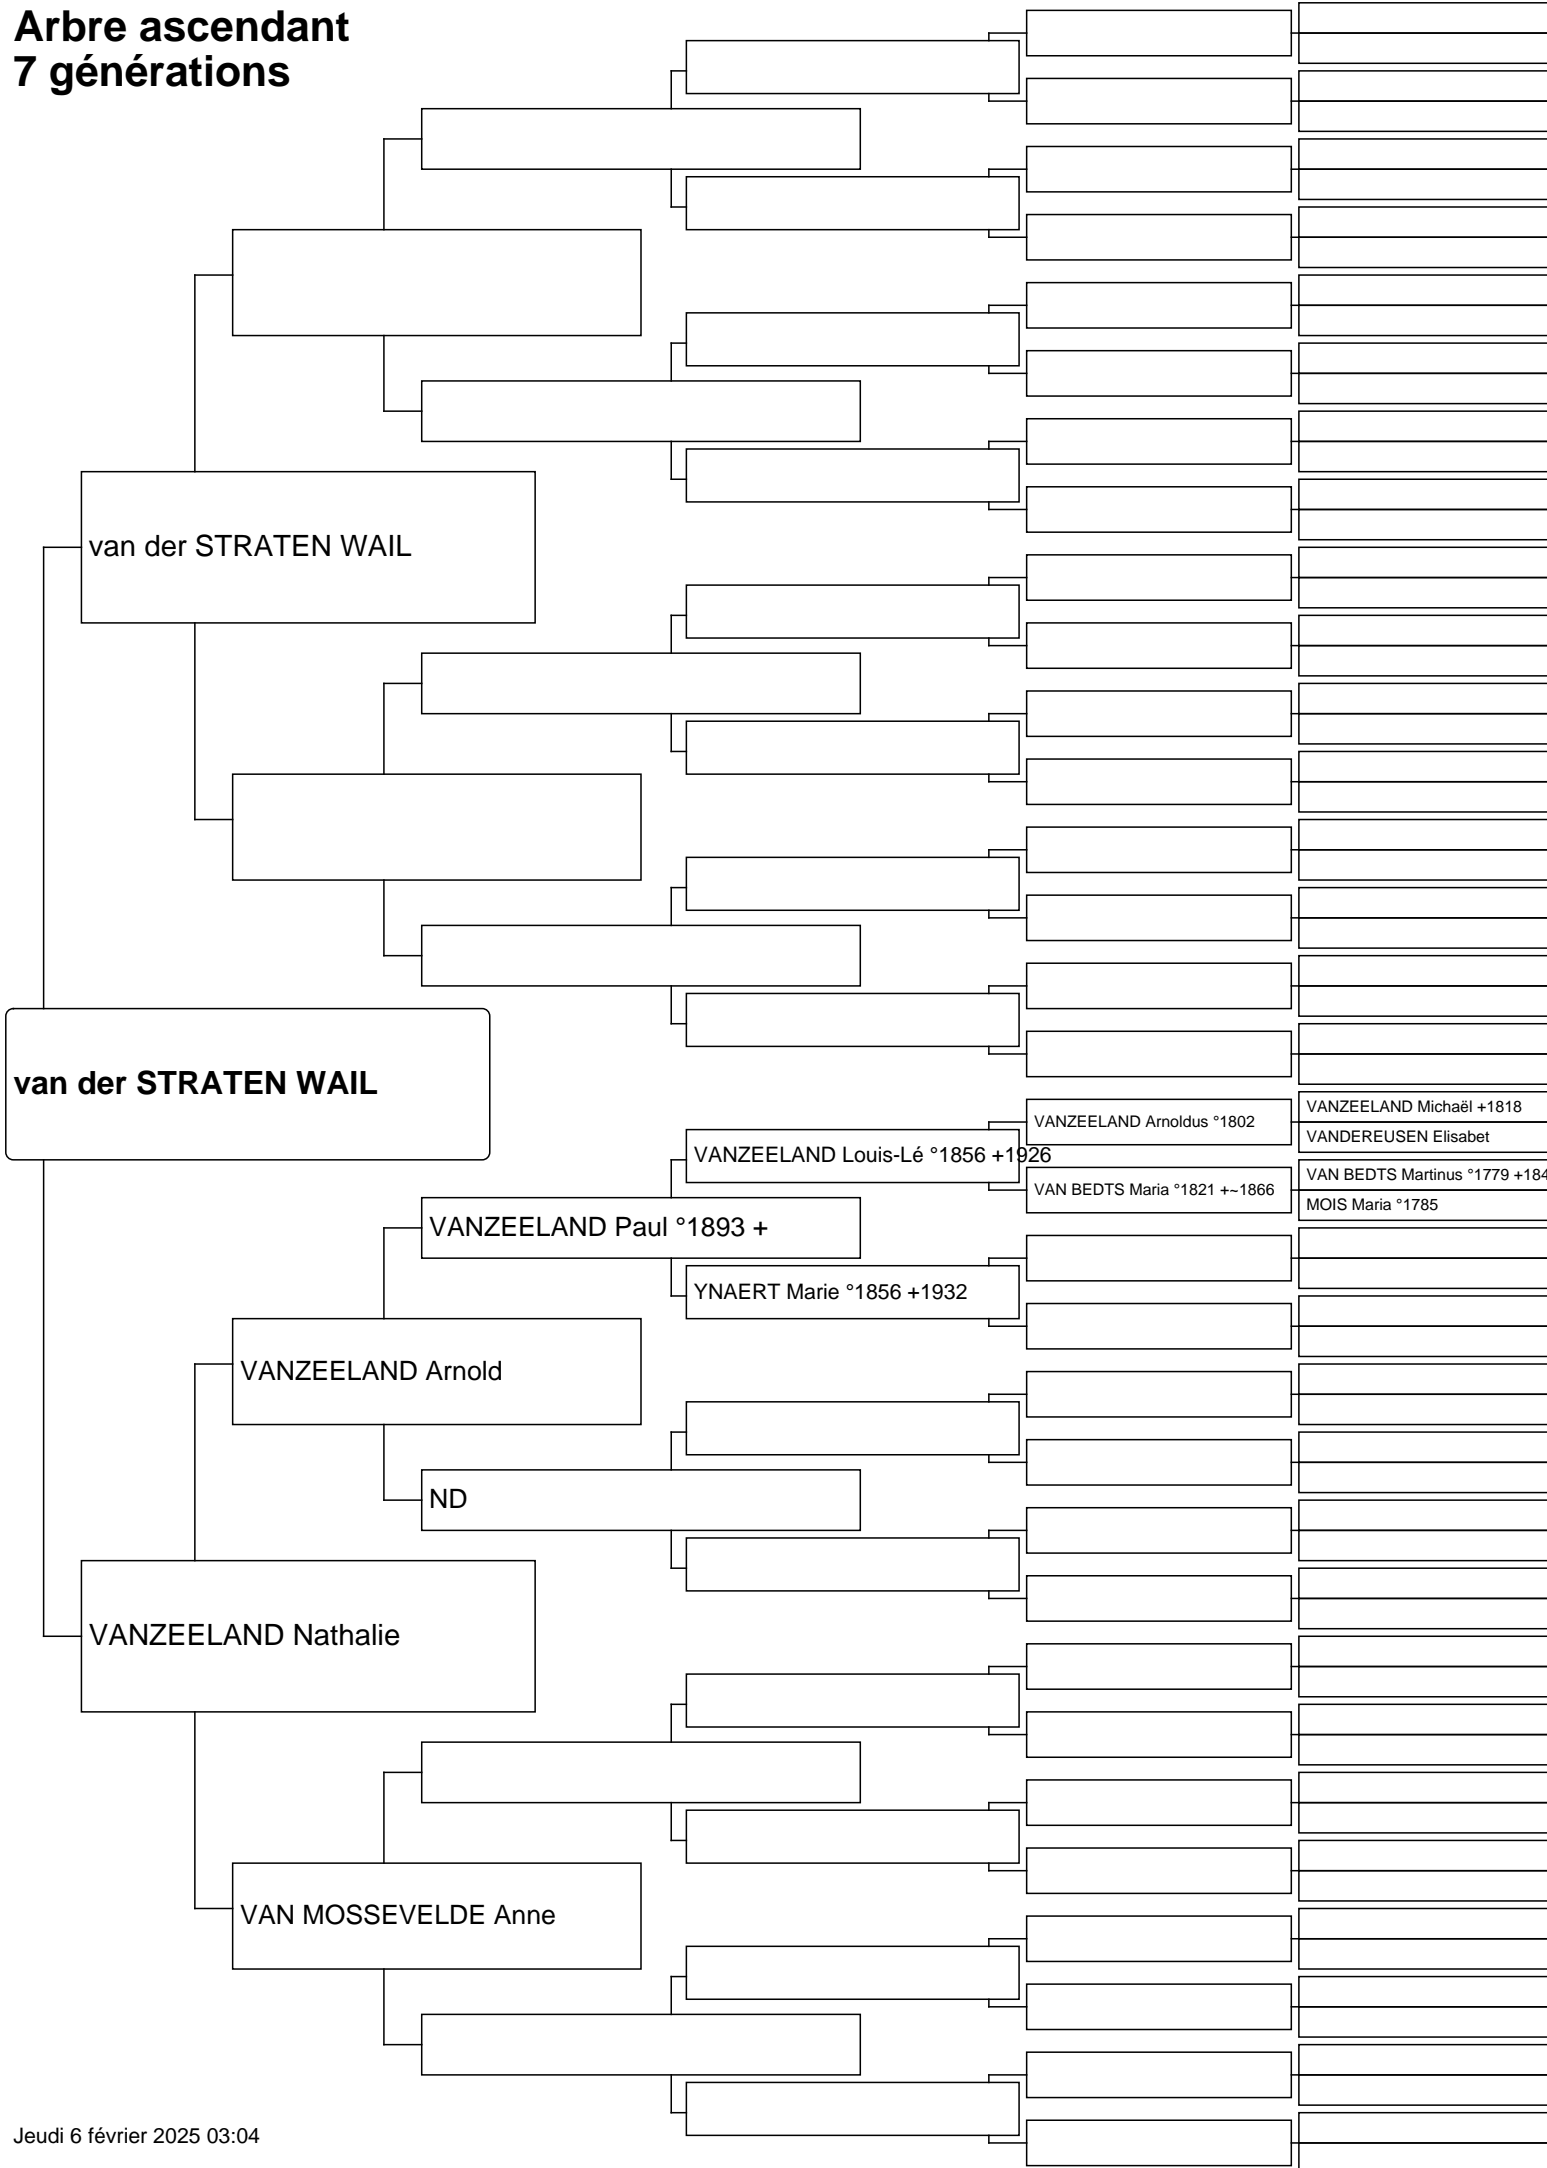 Arbre ascendant
7 générations
van der STRATEN WAIL
van der STRATEN WAIL
VANZEELAND Michaël +1818
VANZEELAND Arnoldus °1802
VANDEREUSEN Elisabet
VANZEELAND Louis-Lé °1856 +1926
VAN BEDTS Martinus °1779 +184
VAN BEDTS Maria °1821 +~1866
MOIS Maria °1785
VANZEELAND Paul °1893 +
YNAERT Marie °1856 +1932
VANZEELAND Arnold
ND
VANZEELAND Nathalie
VAN MOSSEVELDE Anne
Jeudi 6 février 2025 03:04